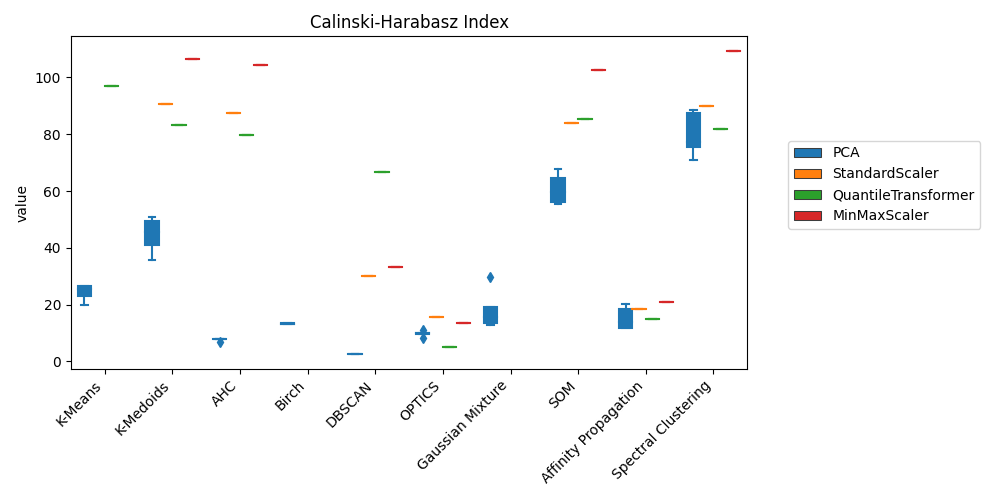 Calinski-Harabasz Index
value
100
80
60
40
20
0
K-Means
K-Medoids
AHC
Birch
DBSCAN
OPTICS
Gaussian Mixture
SOM
Affinity Propagation
Spectral Clustering
PCA
StandardScaler
QuantileTransformer
MinMaxScaler